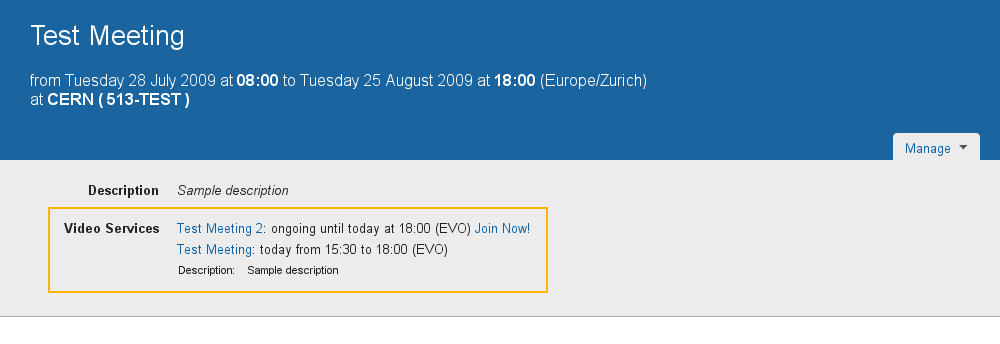 Test Meeting
from Tuesday 28 July 2009 at 08:00 to Tuesday 25 August 2009 at 18:00 (Europe/Zurich)
at CERN ( 513-TEST )
Manage
Description Sample description
Video Services Test Meeting 2: ongoing until today at 18:00 (EVO) Join Now!
Test Meeting: today from 15:30 to 18:00 (EVO)
Description: Sample description